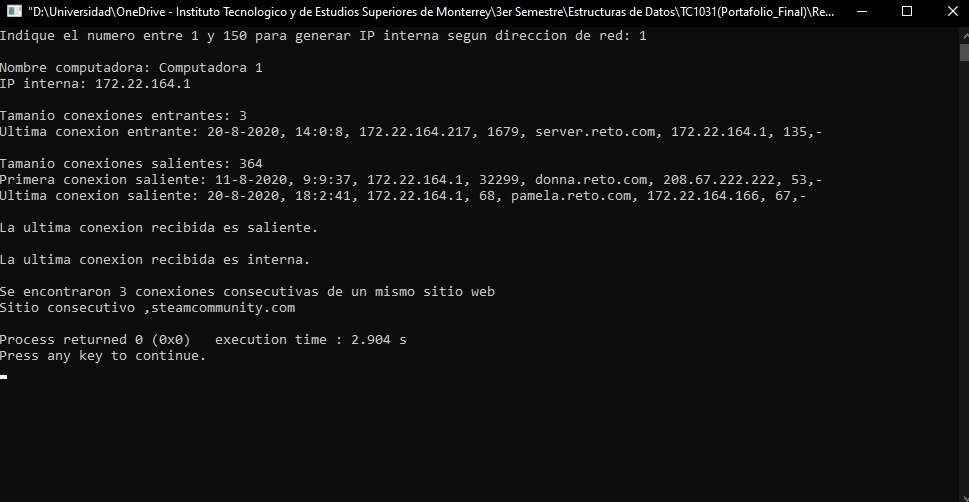 "D:\Universidad\OneDrive - Instituto Tecnologico y de Estudios Superiores de Monterrey\3er Semestre\Estructuras de Datos\TC1031(Portafolio_Final)\Re...
Indique el numero entre 1 y 150 para generar IP interna segun direccion de red: 1
Nombre computadora: Computadora 1
IP interna: 172.22.164.1
Tamanio conexiones entrantes: 3
Ultima conexion entrante: 20-8-2020, 14:0:8, 172.22.164.217, 1679, server.reto.com, 172.22.164.1, 135,-
Tamanio conexiones salientes: 364
Primera conexion saliente: 11-8-2020, 9:9:37, 172.22.164.1, 32299, donna.reto.com, 208.67.222.222, 53,-
Ultima conexion saliente: 20-8-2020, 18:2:41, 172.22.164.1, 68, pamela.reto.com, 172.24.164.166, 67,-
La ultima conexion recibida es saliente.
La ultima conexion recibida es interna.
Se encontraron 3 conexiones consecutivas de un mismo sitio web
Sitio consecutivo ,steamcommunity.com
Process returned 0 (0x0)   execution time : 2.904 s
Press any key to continue.